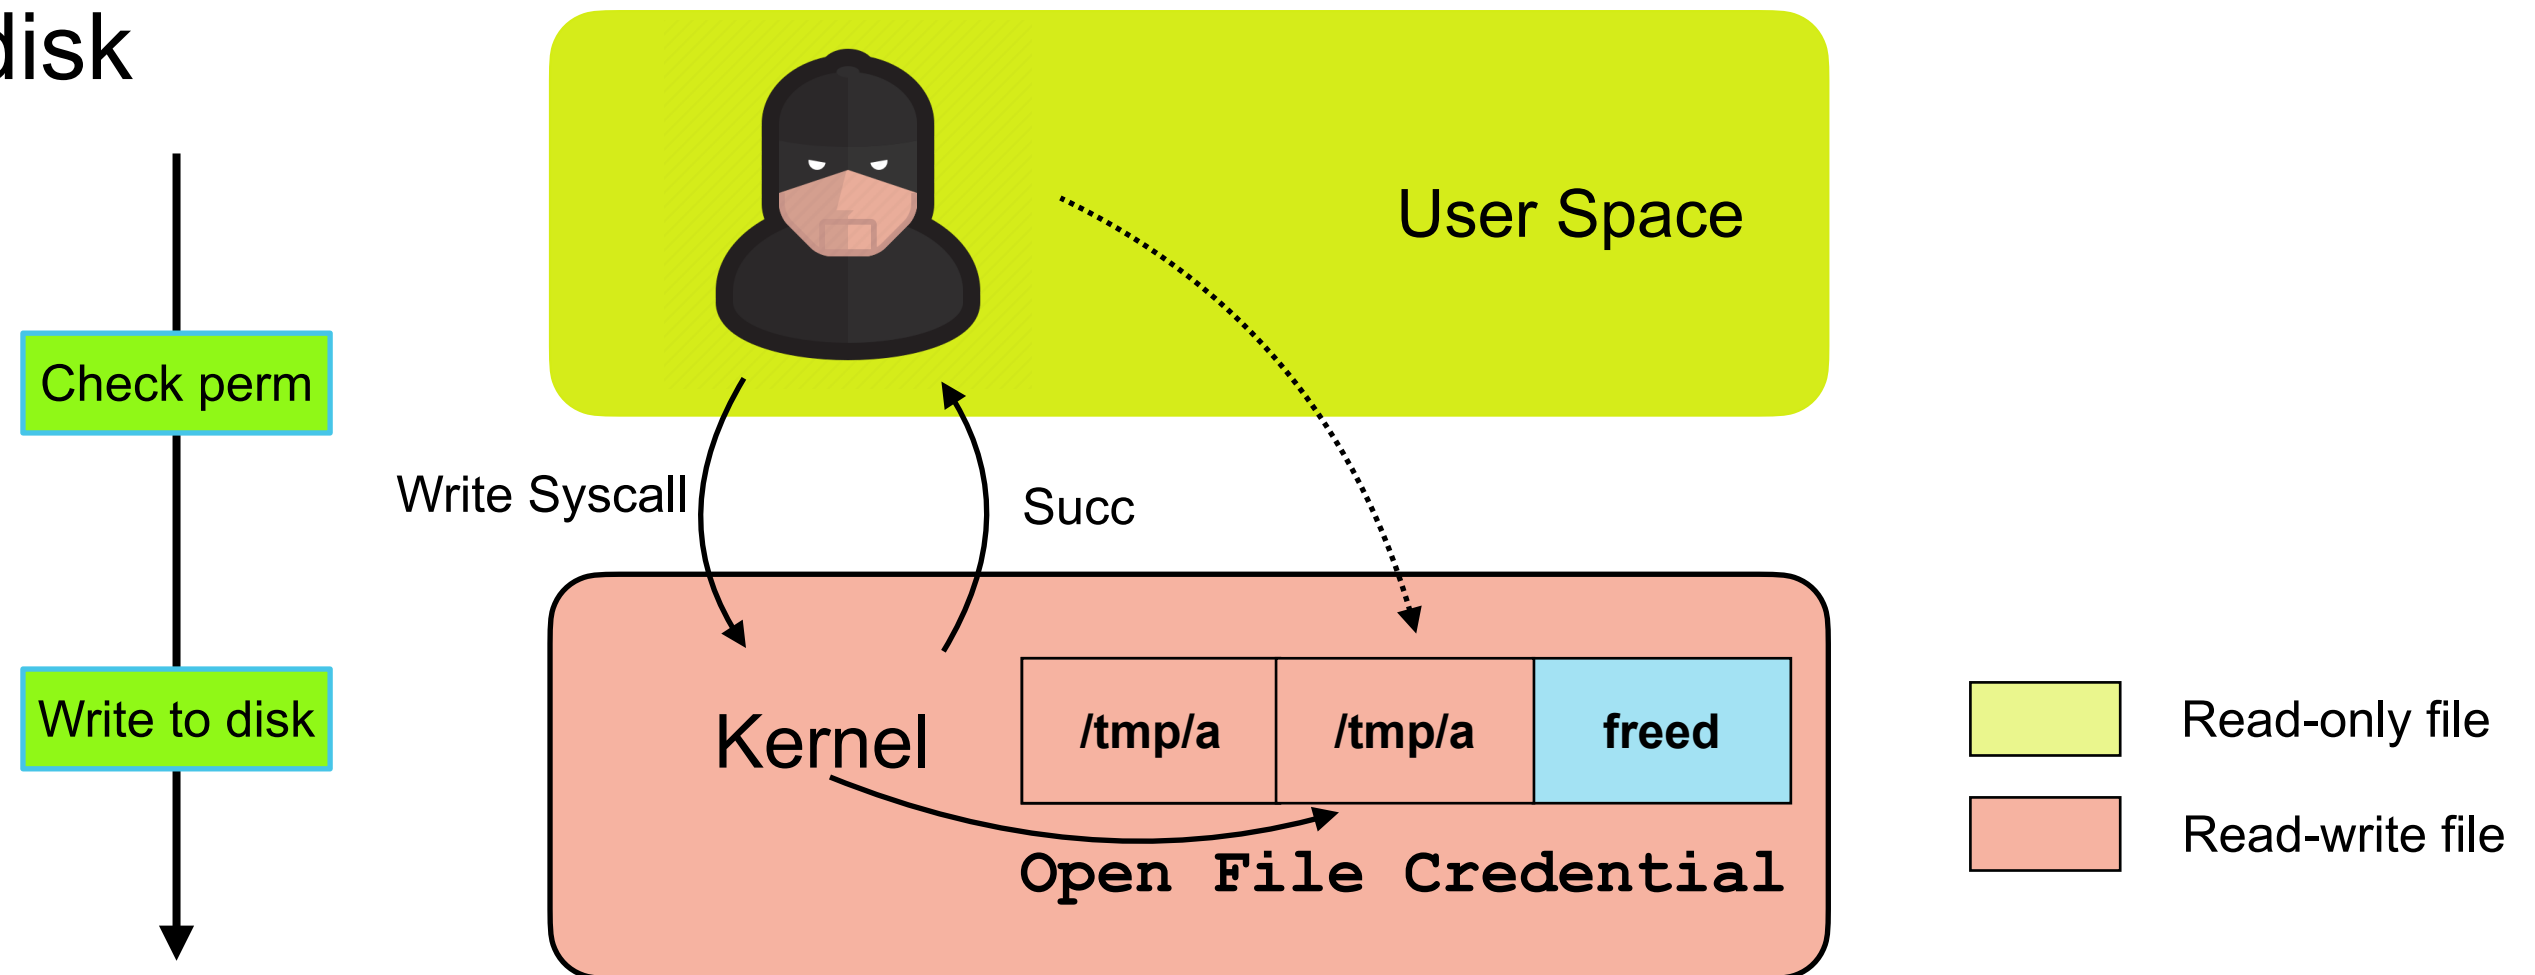 disk
User Space
Check perm
Write Syscall
Succ
Write to disk
Kernel
/tmp/a
/tmp/a
freed
Open File Credential
Read-only file
Read-write file